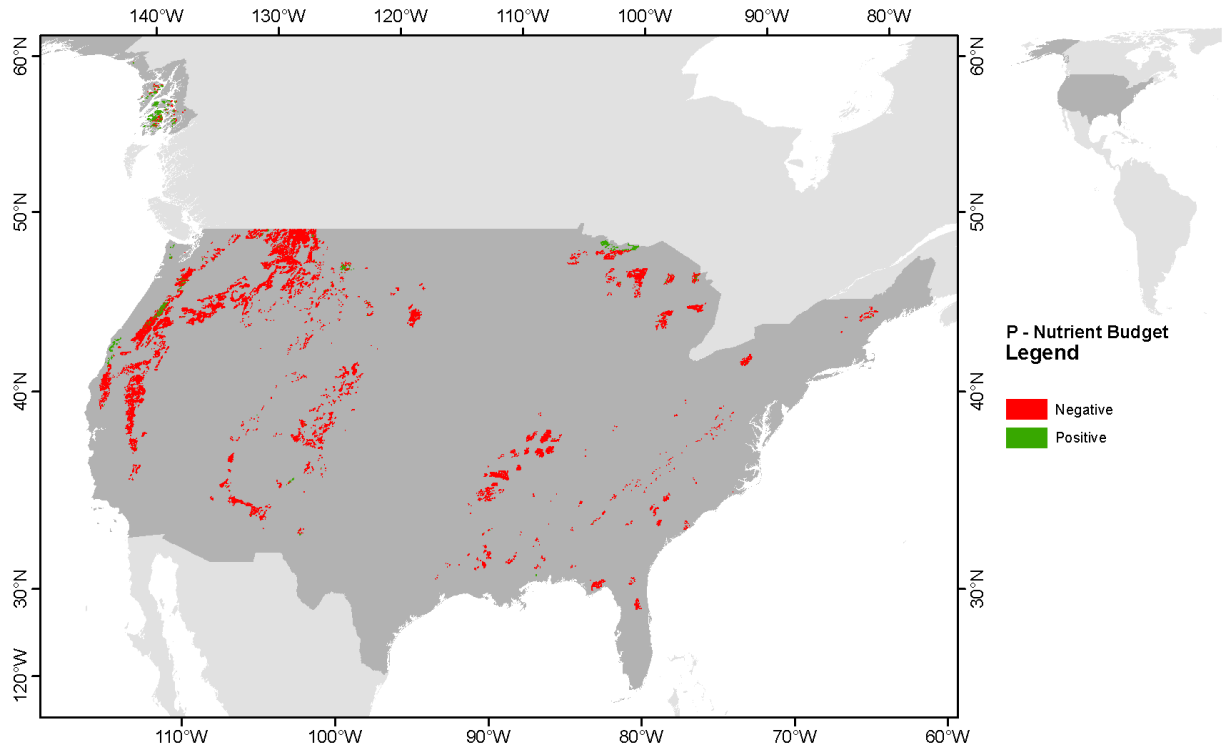 140°W 130°W 120°W 110°W 100°W 90°W 80°W
60°N 60°N
50°N 50°N
40°N 40°N
30°N 30°N
120°W
110°W 100°W 90°W 80°W 70°W 60°W
P - Nutrient Budget
Legend
Negative
Positive